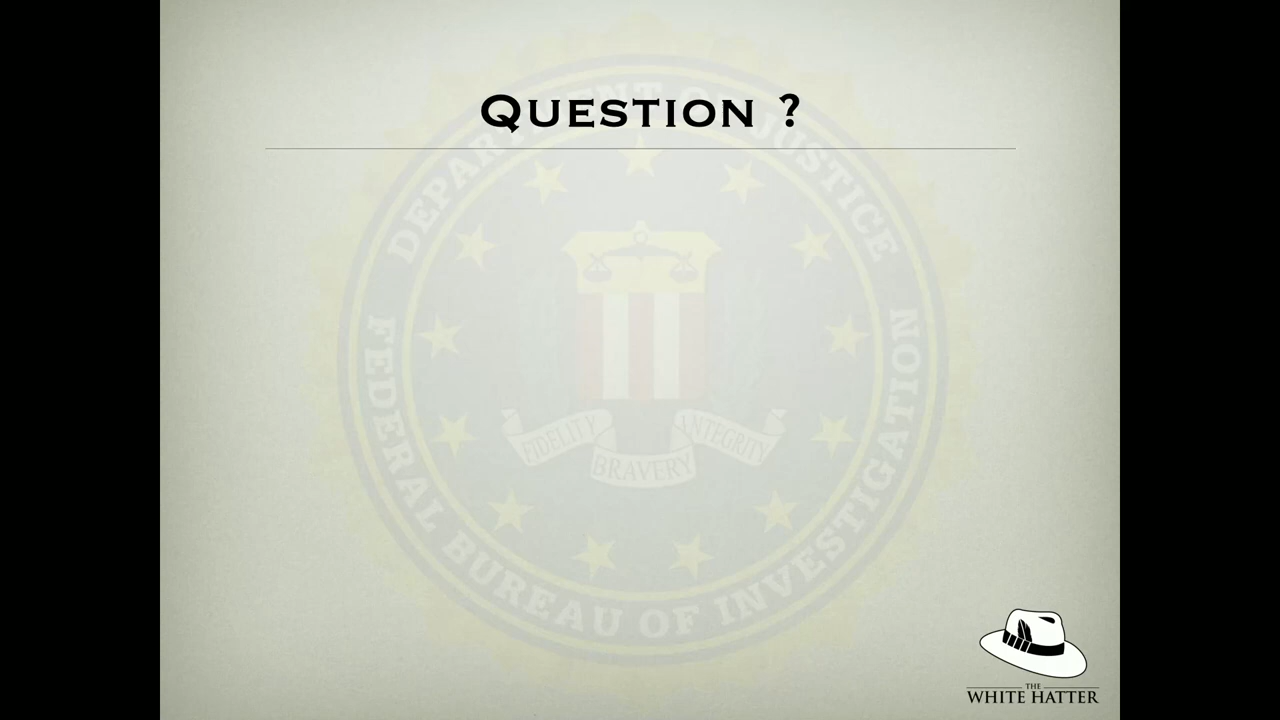 QUESTION ?
DEPARTMENT OF JUSTICE
FEDERAL BUREAU OF INVESTIGATION
FIDELITY
BRAVERY
INTEGRITY
THE
WHITE HATTER